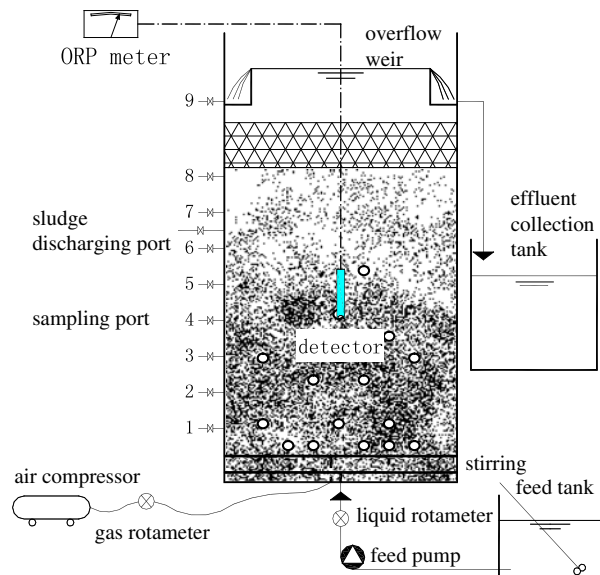 ORP meter
overflow
weir
9
8
7
sludge
discharging port
6
effluent
collection
tank
5
sampling port
4
detector
3
2
1
air compressor
gas rotameter
liquid rotameter
feed pump
stirring
feed tank